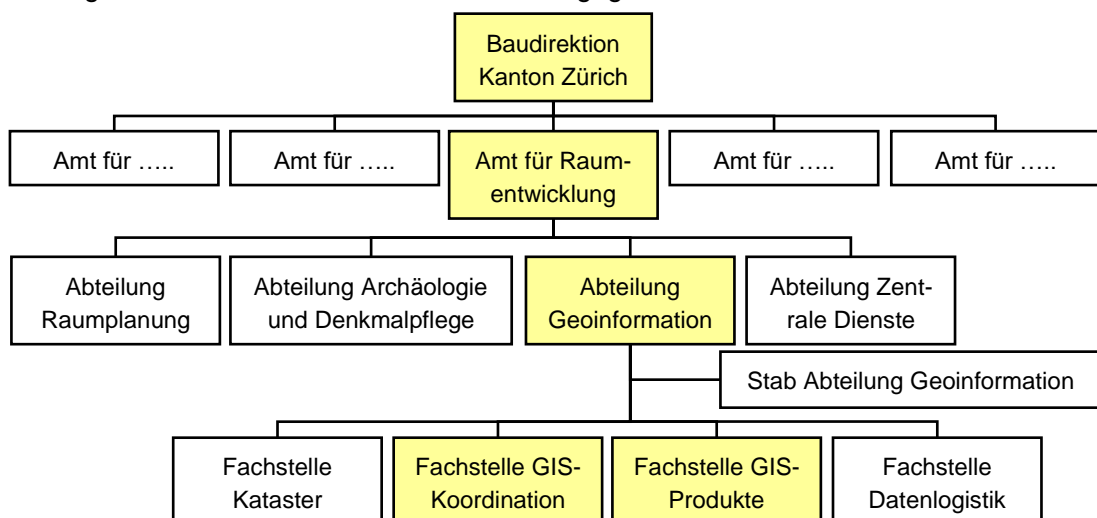 Baudirektion
Kanton Zürich
Amt für …..
Amt für …..
Amt für Raum-
entwicklung
Amt für …..
Amt für …..
Abteilung
Raumplanung
Abteilung Archäologie
und Denkmalpflege
Abteilung
Geoinformation
Abteilung Zent-
rale Dienste
Stab Abteilung Geoinformation
Fachstelle
Kataster
Fachstelle GIS-
Koordination
Fachstelle GIS-
Produkte
Fachstelle
Datenlogistik